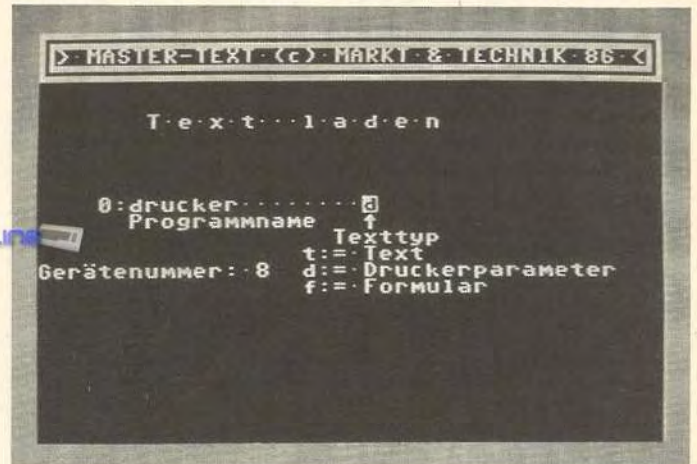 > MASTER-TEXT (c) MARKT & TECHNIK 86 <
T·e·x·t···l·a·d·e·n
0:drucker········d
Programmname ↑
Texttyp
t:=·Text
Gerätenummer:·8 d:=·Druckerparameter
f:=·Formular